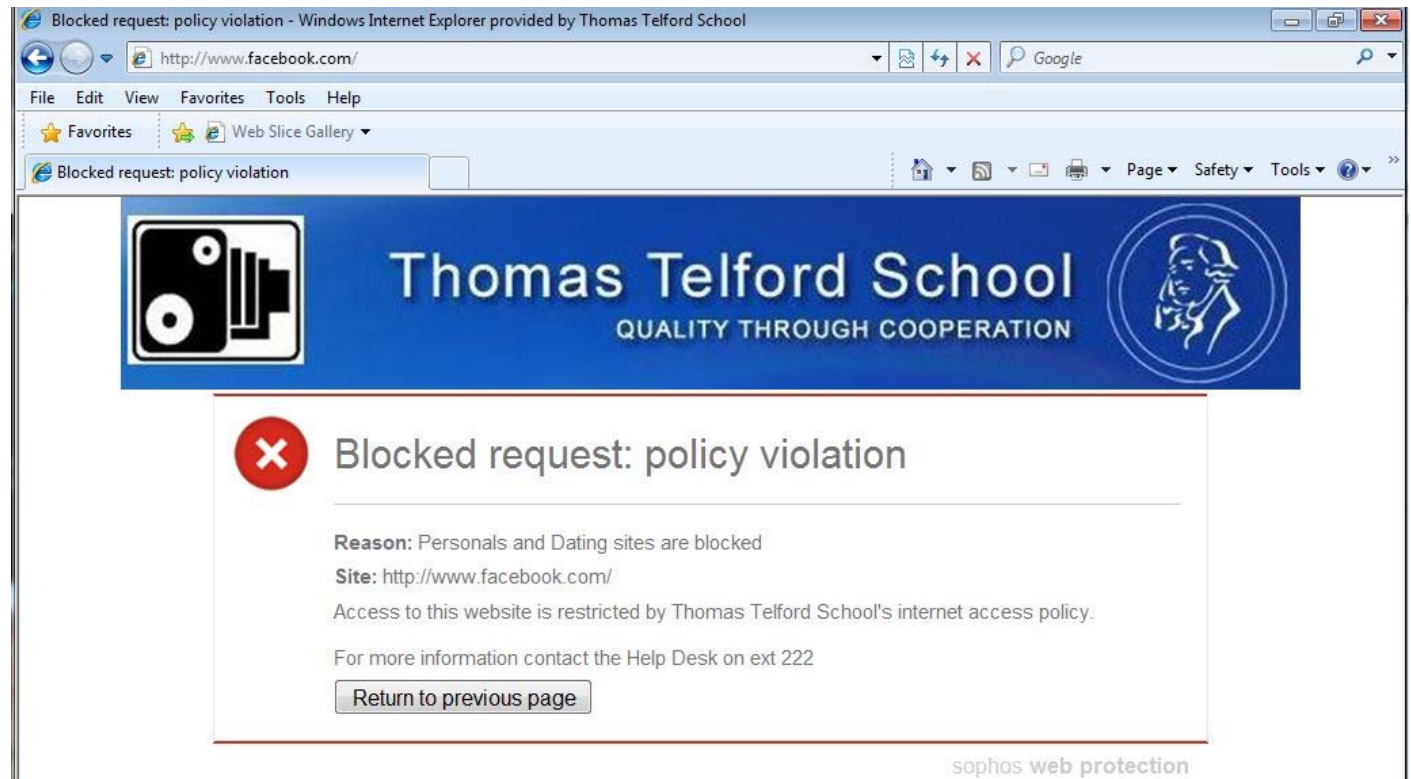 Blocked request: policy violation - Windows Internet Explorer provided by Thomas Telford School
http://www.facebook.com/
Google
File Edit View Favorites Tools Help
Favorites Web Slice Gallery
Blocked request: policy violation
Page Safety Tools
Thomas Telford School
QUALITY THROUGH COOPERATION
Blocked request: policy violation
Reason: Personals and Dating sites are blocked
Site: http://www.facebook.com/
Access to this website is restricted by Thomas Telford School's internet access policy.
For more information contact the Help Desk on ext 222
Return to previous page
sophos web protection